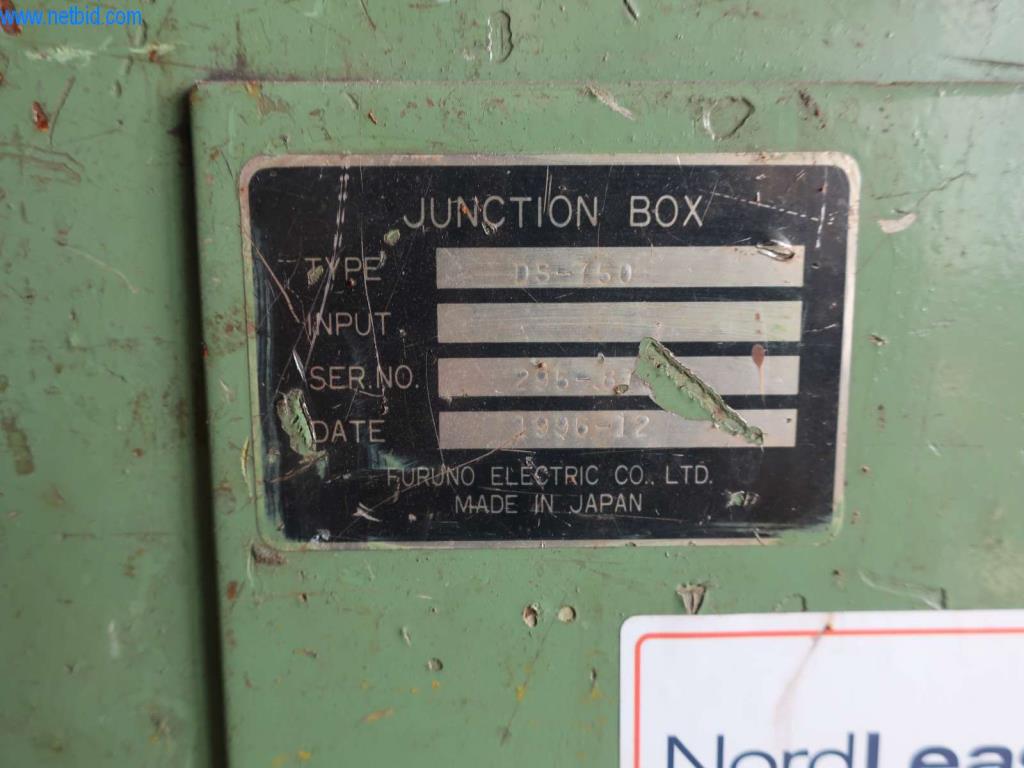 www.netbid.com
JUNCTION BOX
TYPE DS-750
INPUT
SER.NO.
DATE 1996-12
FURUNO ELECTRIC CO., LTD.
MADE IN JAPAN
NordLeas